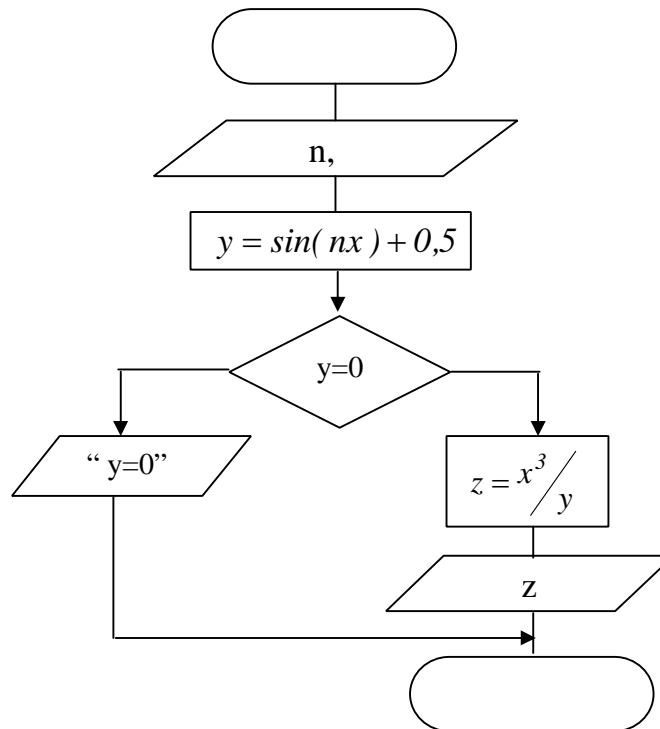 n,
y = sin( nx ) + 0,5
y=0
“ y=0”
z = x³/y
z